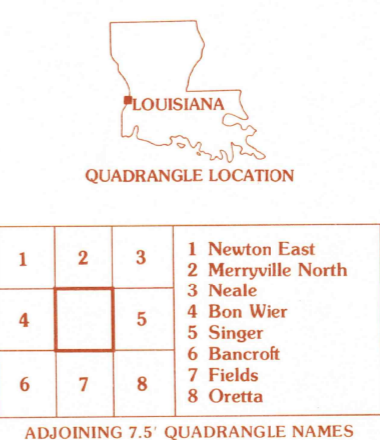 LOUISIANA
QUADRANGLE LOCATION
1 2 3
4 5
6 7 8
1 Newton East
2 Merryville North
3 Neale
4 Bon Wier
5 Singer
6 Bancroft
7 Fields
8 Oretta
ADJOINING 7.5′ QUADRANGLE NAMES